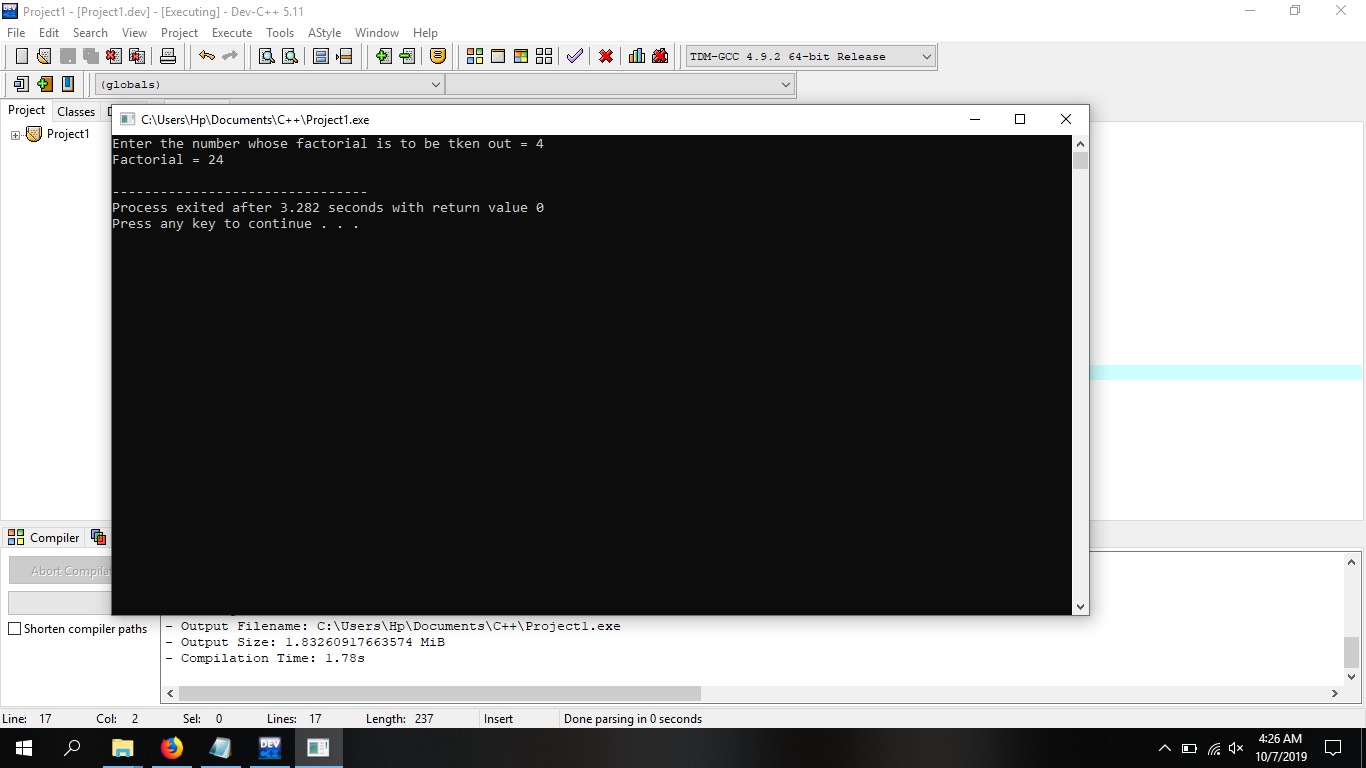 Project1 - [Project1.dev] - [Executing] - Dev-C++ 5.11
File Edit Search View Project Execute Tools AStyle Window Help
TDM-GCC 4.9.2 64-bit Release
(globals)
Project Classes
Project1
C:\Users\Hp\Documents\C++\Project1.exe
Enter the number whose factorial is to be tken out = 4
Factorial = 24
--------------------------------
Process exited after 3.282 seconds with return value 0
Press any key to continue . . .
Compiler
Abort
Shorten compiler paths
- Output Filename: C:\Users\Hp\Documents\C++\Project1.exe
- Output Size: 1.83260917663574 MiB
- Compilation Time: 1.78s
Line: 17 Col: 2 Sel: 0 Lines: 17 Length: 237 Insert Done parsing in 0 seconds
DEV
4:26 AM
10/7/2019